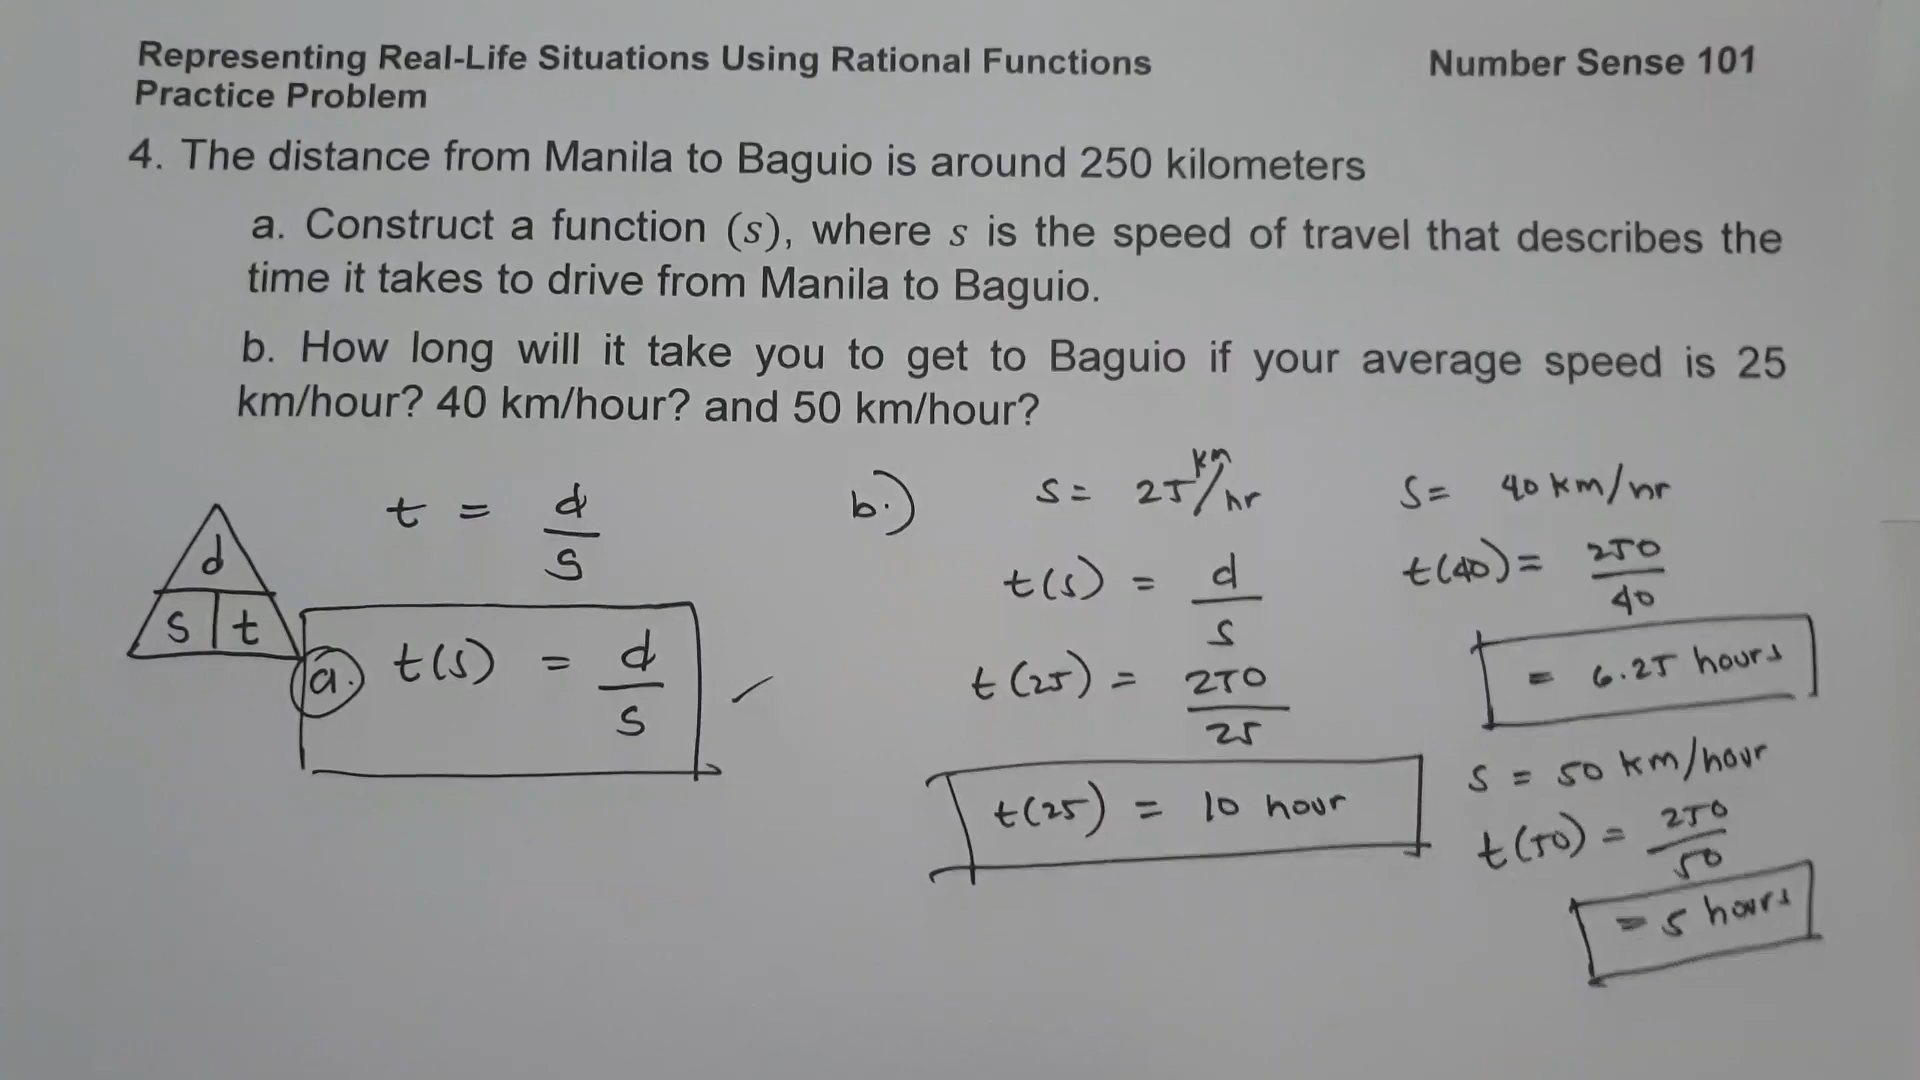 Representing Real-Life Situations Using Rational Functions
Number Sense 101
Practice Problem
4. The distance from Manila to Baguio is around 250 kilometers
a. Construct a function (s), where s is the speed of travel that describes the
time it takes to drive from Manila to Baguio.
b. How long will it take you to get to Baguio if your average speed is 25
km/hour? 40 km/hour? and 50 km/hour?
d
s t
t = d/s
a. t(s) = d/s
b.)
s = 25 km/hr
t(s) = d/s
t(25) = 250/25
t(25) = 10 hour
s = 40 km/hr
t(40) = 250/40
= 6.25 hours
s = 50 km/hour
t(50) = 250/50
= 5 hours